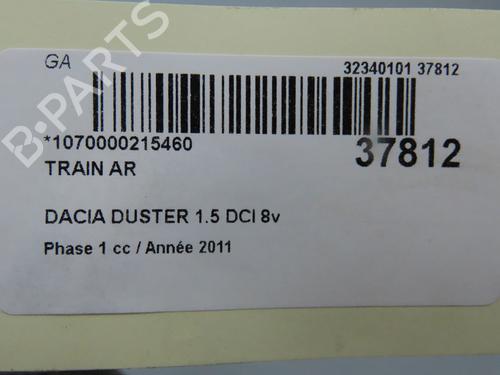 GA
32340101 37812
*1070000215460
37812
TRAIN AR
DACIA DUSTER 1.5 DCI 8v
Phase 1 cc / Année 2011
B-PARTS